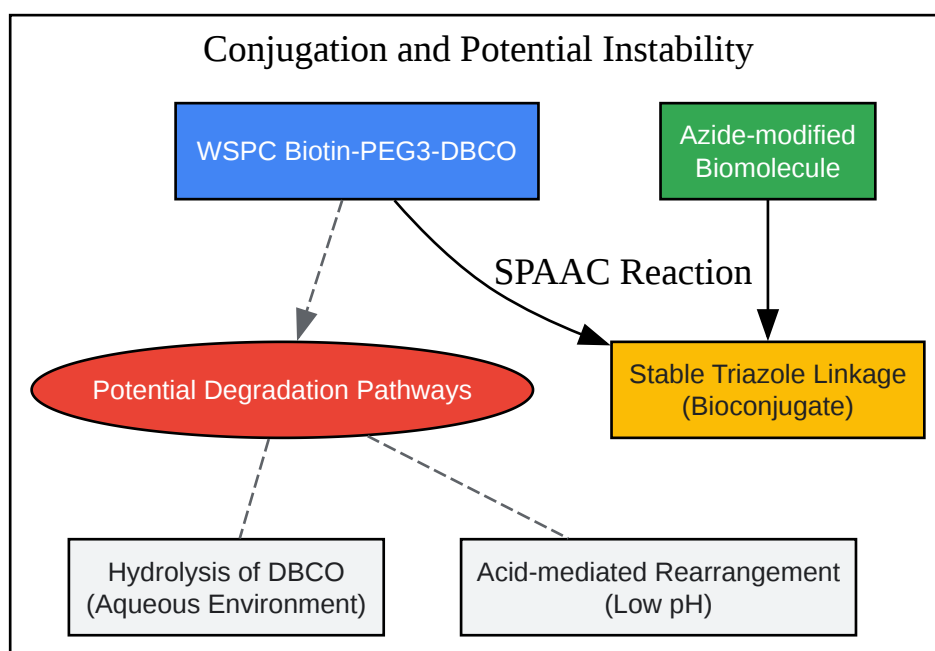 Conjugation and Potential Instability
WSPC Biotin-PEG3-DBCO
Azide-modified
Biomolecule
SPAAC Reaction
Potential Degradation Pathways
Stable Triazole Linkage
(Bioconjugate)
Hydrolysis of DBCO
(Aqueous Environment)
Acid-mediated Rearrangement
(Low pH)